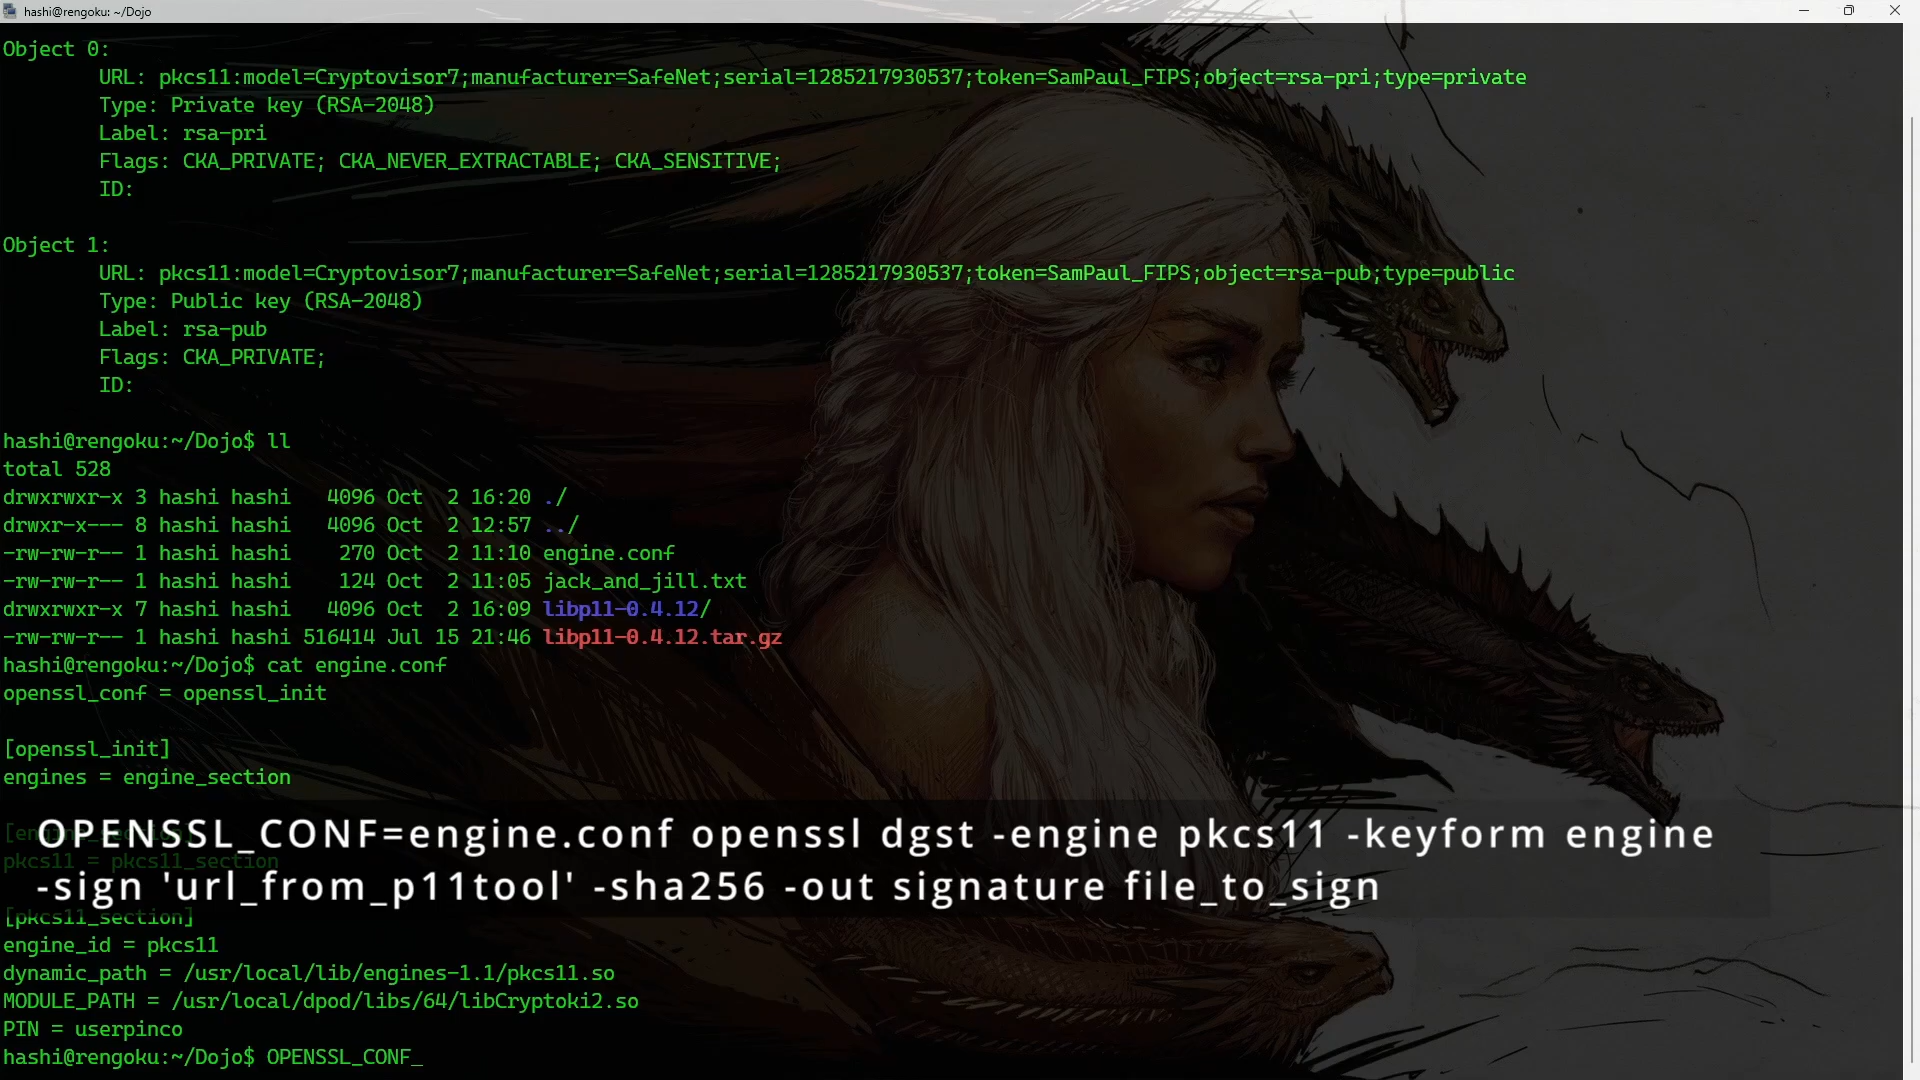 hashi@rengoku: ~/Dojo
Object 0:
URL: pkcs11:model=Cryptovisor7;manufacturer=SafeNet;serial=1285217930537;token=SamPaul_FIPS;object=rsa-pri;type=private
Type: Private key (RSA-2048)
Label: rsa-pri
Flags: CKA_PRIVATE; CKA_NEVER_EXTRACTABLE; CKA_SENSITIVE;
ID:
Object 1:
URL: pkcs11:model=Cryptovisor7;manufacturer=SafeNet;serial=1285217930537;token=SamPaul_FIPS;object=rsa-pub;type=public
Type: Public key (RSA-2048)
Label: rsa-pub
Flags: CKA_PRIVATE;
ID:
hashi@rengoku:~/Dojo$ ll
total 528
drwxrwxr-x 3 hashi hashi   4096 Oct  2 16:20 ./
drwxr-x--- 8 hashi hashi   4096 Oct  2 12:57 ../
-rw-rw-r-- 1 hashi hashi    270 Oct  2 11:10 engine.conf
-rw-rw-r-- 1 hashi hashi    124 Oct  2 11:05 jack_and_jill.txt
drwxrwxr-x 7 hashi hashi   4096 Oct  2 16:09 libp11-0.4.12/
-rw-rw-r-- 1 hashi hashi 516414 Jul 15 21:46 libp11-0.4.12.tar.gz
hashi@rengoku:~/Dojo$ cat engine.conf
openssl_conf = openssl_init
[openssl_init]
engines = engine_section
[engine_section]
OPENSSL_CONF=engine.conf openssl dgst -engine pkcs11 -keyform engine
pkcs11 = pkcs11_section
-sign 'url_from_p11tool' -sha256 -out signature file_to_sign
[pkcs11_section]
engine_id = pkcs11
dynamic_path = /usr/local/lib/engines-1.1/pkcs11.so
MODULE_PATH = /usr/local/dpod/libs/64/libCryptoki2.so
PIN = userpinco
hashi@rengoku:~/Dojo$ OPENSSL_CONF_